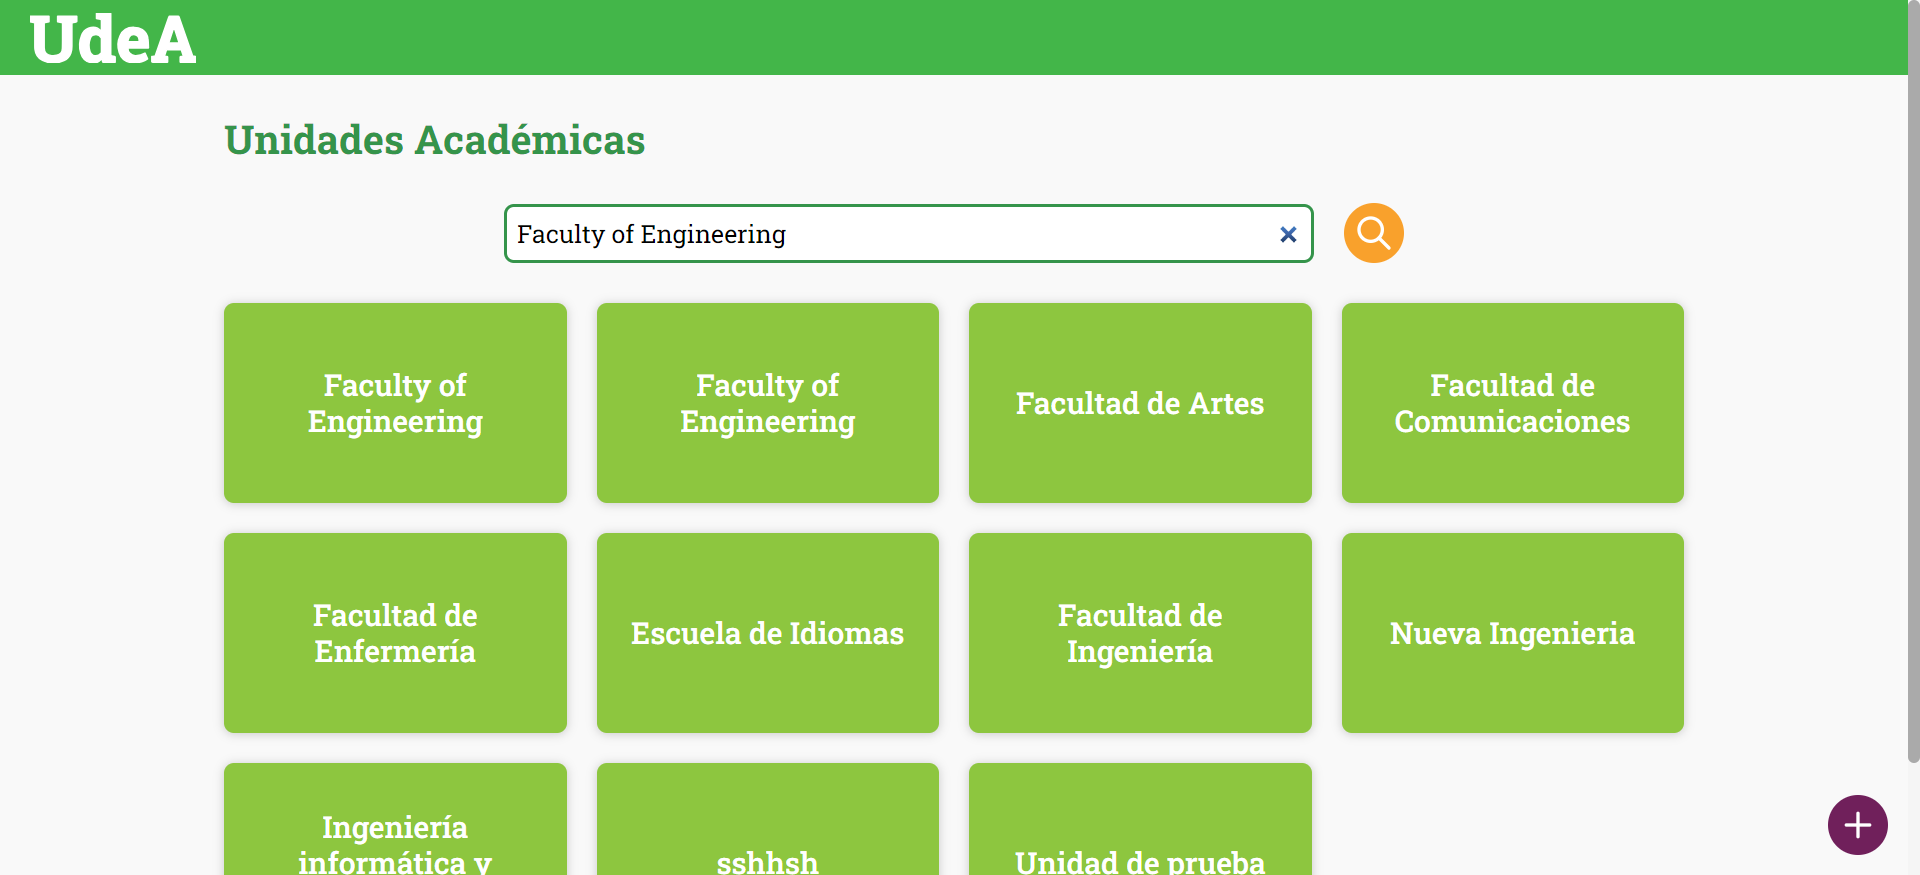 UdeA
Unidades Académicas
Faculty of Engineering
Faculty of
Engineering
Faculty of
Engineering
Facultad de Artes
Facultad de
Comunicaciones
Facultad de
Enfermería
Escuela de Idiomas
Facultad de
Ingeniería
Nueva Ingenieria
Ingeniería
informática y
sshhsh
Unidad de prueba